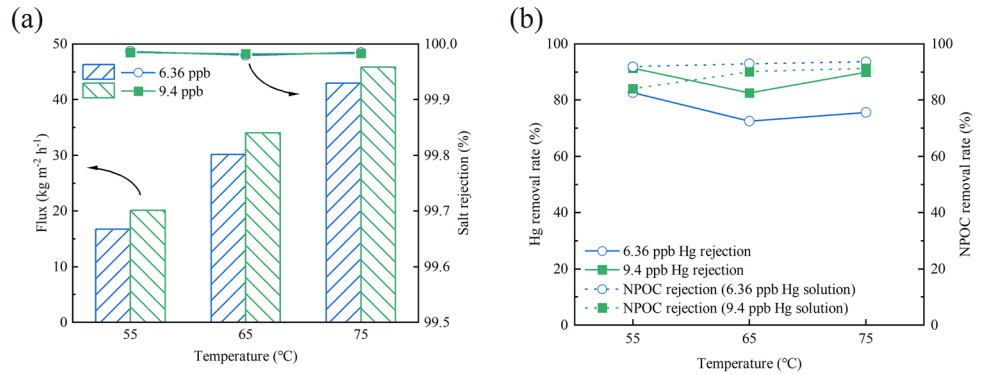 (a)
50
40
30
20
10
0
Flux (kg m⁻² h⁻¹)
6.36 ppb
9.4 ppb
100.0
99.9
99.8
99.7
99.6
99.5
Salt rejection (%)
55 65 75
Temperature (℃)
(b)
100
80
60
40
20
0
Hg removal rate (%)
6.36 ppb Hg rejection
9.4 ppb Hg rejection
NPOC rejection (6.36 ppb Hg solution)
NPOC rejection (9.4 ppb Hg solution)
100
80
60
40
20
0
NPOC removal rate (%)
55 65 75
Temperature (℃)